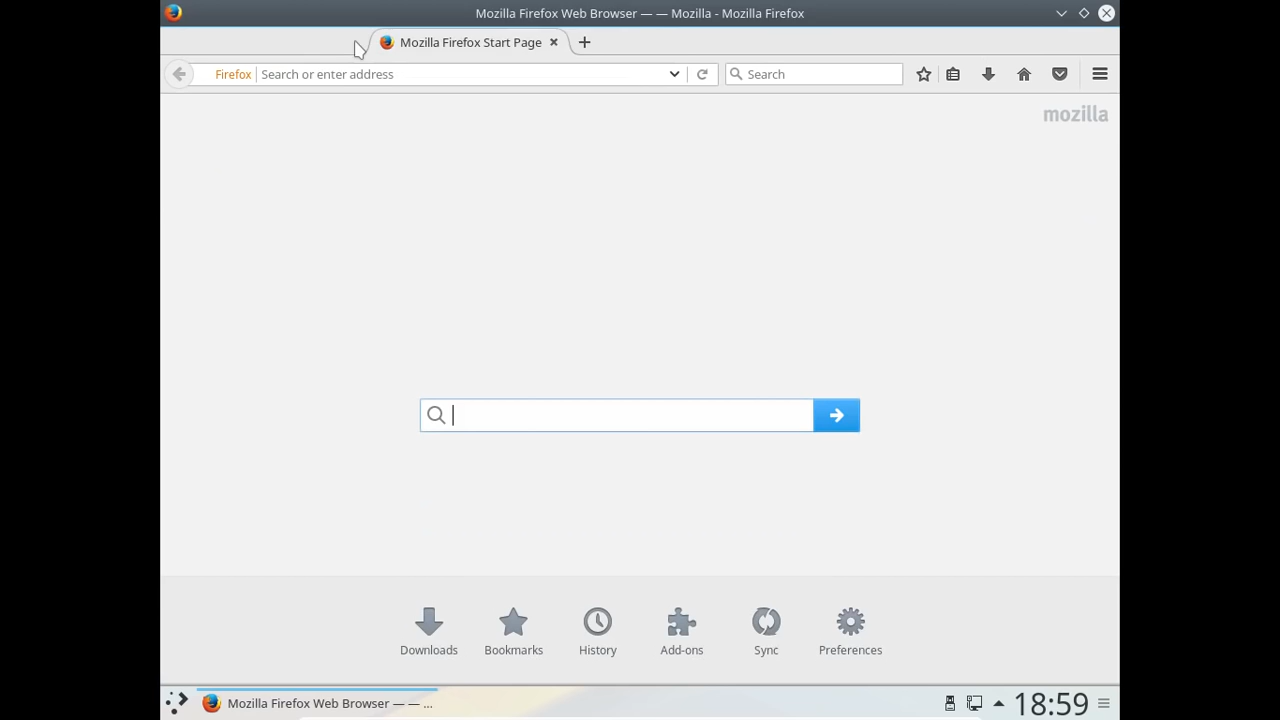 Mozilla Firefox Web Browser — — Mozilla - Mozilla Firefox
Mozilla Firefox Start Page
Firefox Search or enter address
Search
mozilla
Downloads
Bookmarks
History
Add-ons
Sync
Preferences
Mozilla Firefox Web Browser — — ...
18:59